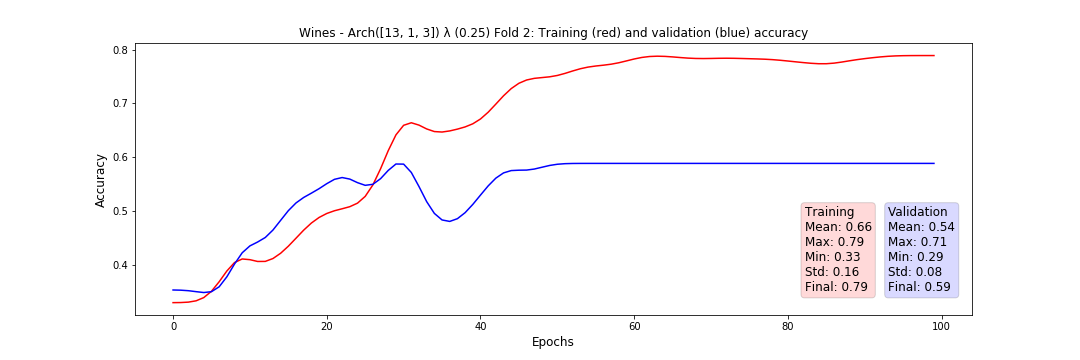 Wines - Arch([13, 1, 3]) λ (0.25) Fold 2: Training (red) and validation (blue) accuracy
0.8
0.7
0.6
0.5
0.4
Accuracy
Training
Mean: 0.66
Max: 0.79
Min: 0.33
Std: 0.16
Final: 0.79
Validation
Mean: 0.54
Max: 0.71
Min: 0.29
Std: 0.08
Final: 0.59
0 20 40 60 80 100
Epochs